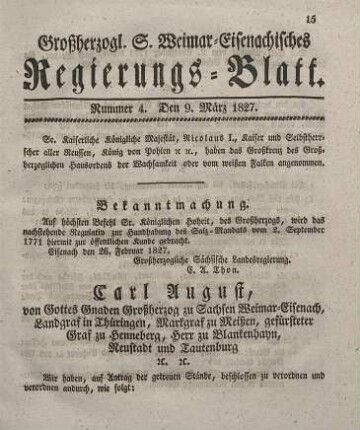 15
Großherzogl. S. Weimar-Eisenachisches
Regierungs-Blatt.
Nummer 4. Den 9. März 1827.
Se. Kaiserliche Königliche Majestät, Nicolaus I., Kaiser und Selbstherr-
scher aller Reussen, König von Pohlen ꝛc. ꝛc., haben das Großkreuz des Groß-
herzoglichen Hausordens der Wachsamkeit oder vom weißen Falken angenommen.
Bekanntmachung.
Auf höchsten Befehl Sr. Königlichen Hoheit, des Großherzogs, wird das
nachstehende Regulativ zur Handhabung des Salz-Mandats vom 2. September
1771 hiermit zur öffentlichen Kunde gebracht.
Eisenach den 26. Februar 1827.
Großherzogliche Sächsische Landesregierung.
C. A. Thon.
Carl August,
von Gottes Gnaden Großherzog zu Sachsen Weimar-Eisenach,
Landgraf in Thüringen, Markgraf zu Meißen, gefürsteter
Graf zu Henneberg, Herr zu Blankenhayn,
Neustadt und Tautenburg
ꝛc. ꝛc.
Wir haben, auf Antrag der getreuen Stände, beschlossen zu verordnen und
verordnen andurch, wie folgt: